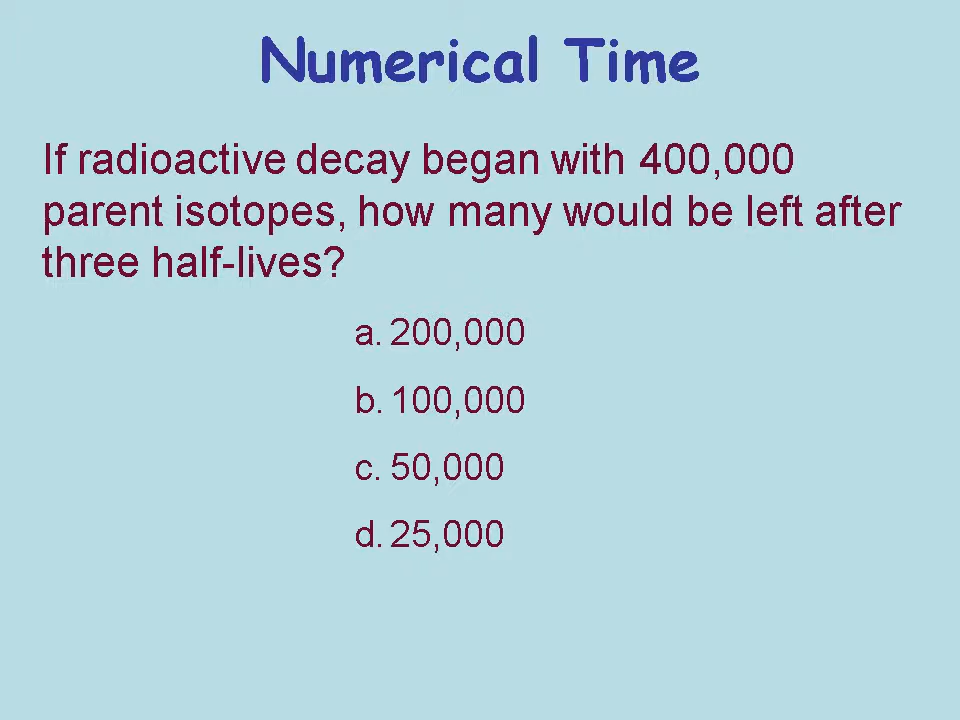 Numerical Time
If radioactive decay began with 400,000
parent isotopes, how many would be left after
three half-lives?
a. 200,000
b. 100,000
c. 50,000
d. 25,000